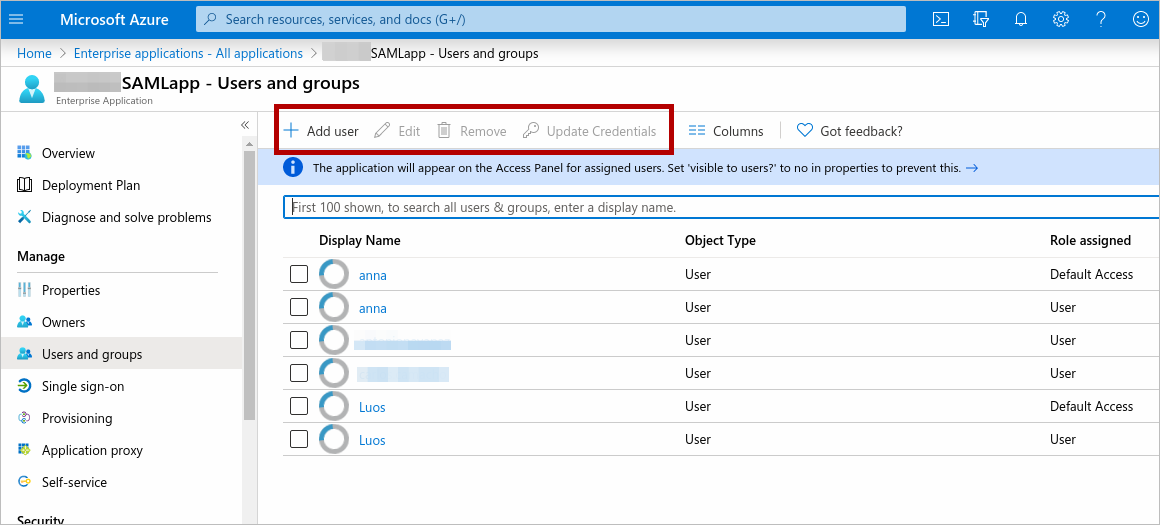 Microsoft Azure
Search resources, services, and docs (G+/)
Home > Enterprise applications - All applications > SAMLapp - Users and groups
SAMLapp - Users and groups
Enterprise Application
Add user Edit Remove Update Credentials Columns Got feedback?
The application will appear on the Access Panel for assigned users. Set 'visible to users?' to no in properties to prevent this.
First 100 shown, to search all users & groups, enter a display name.
Overview
Deployment Plan
Diagnose and solve problems
Manage
Properties
Owners
Users and groups
Single sign-on
Provisioning
Application proxy
Self-service
Security
Display Name Object Type Role assigned
anna User Default Access
anna User User
User User
User User
Luos User Default Access
Luos User User